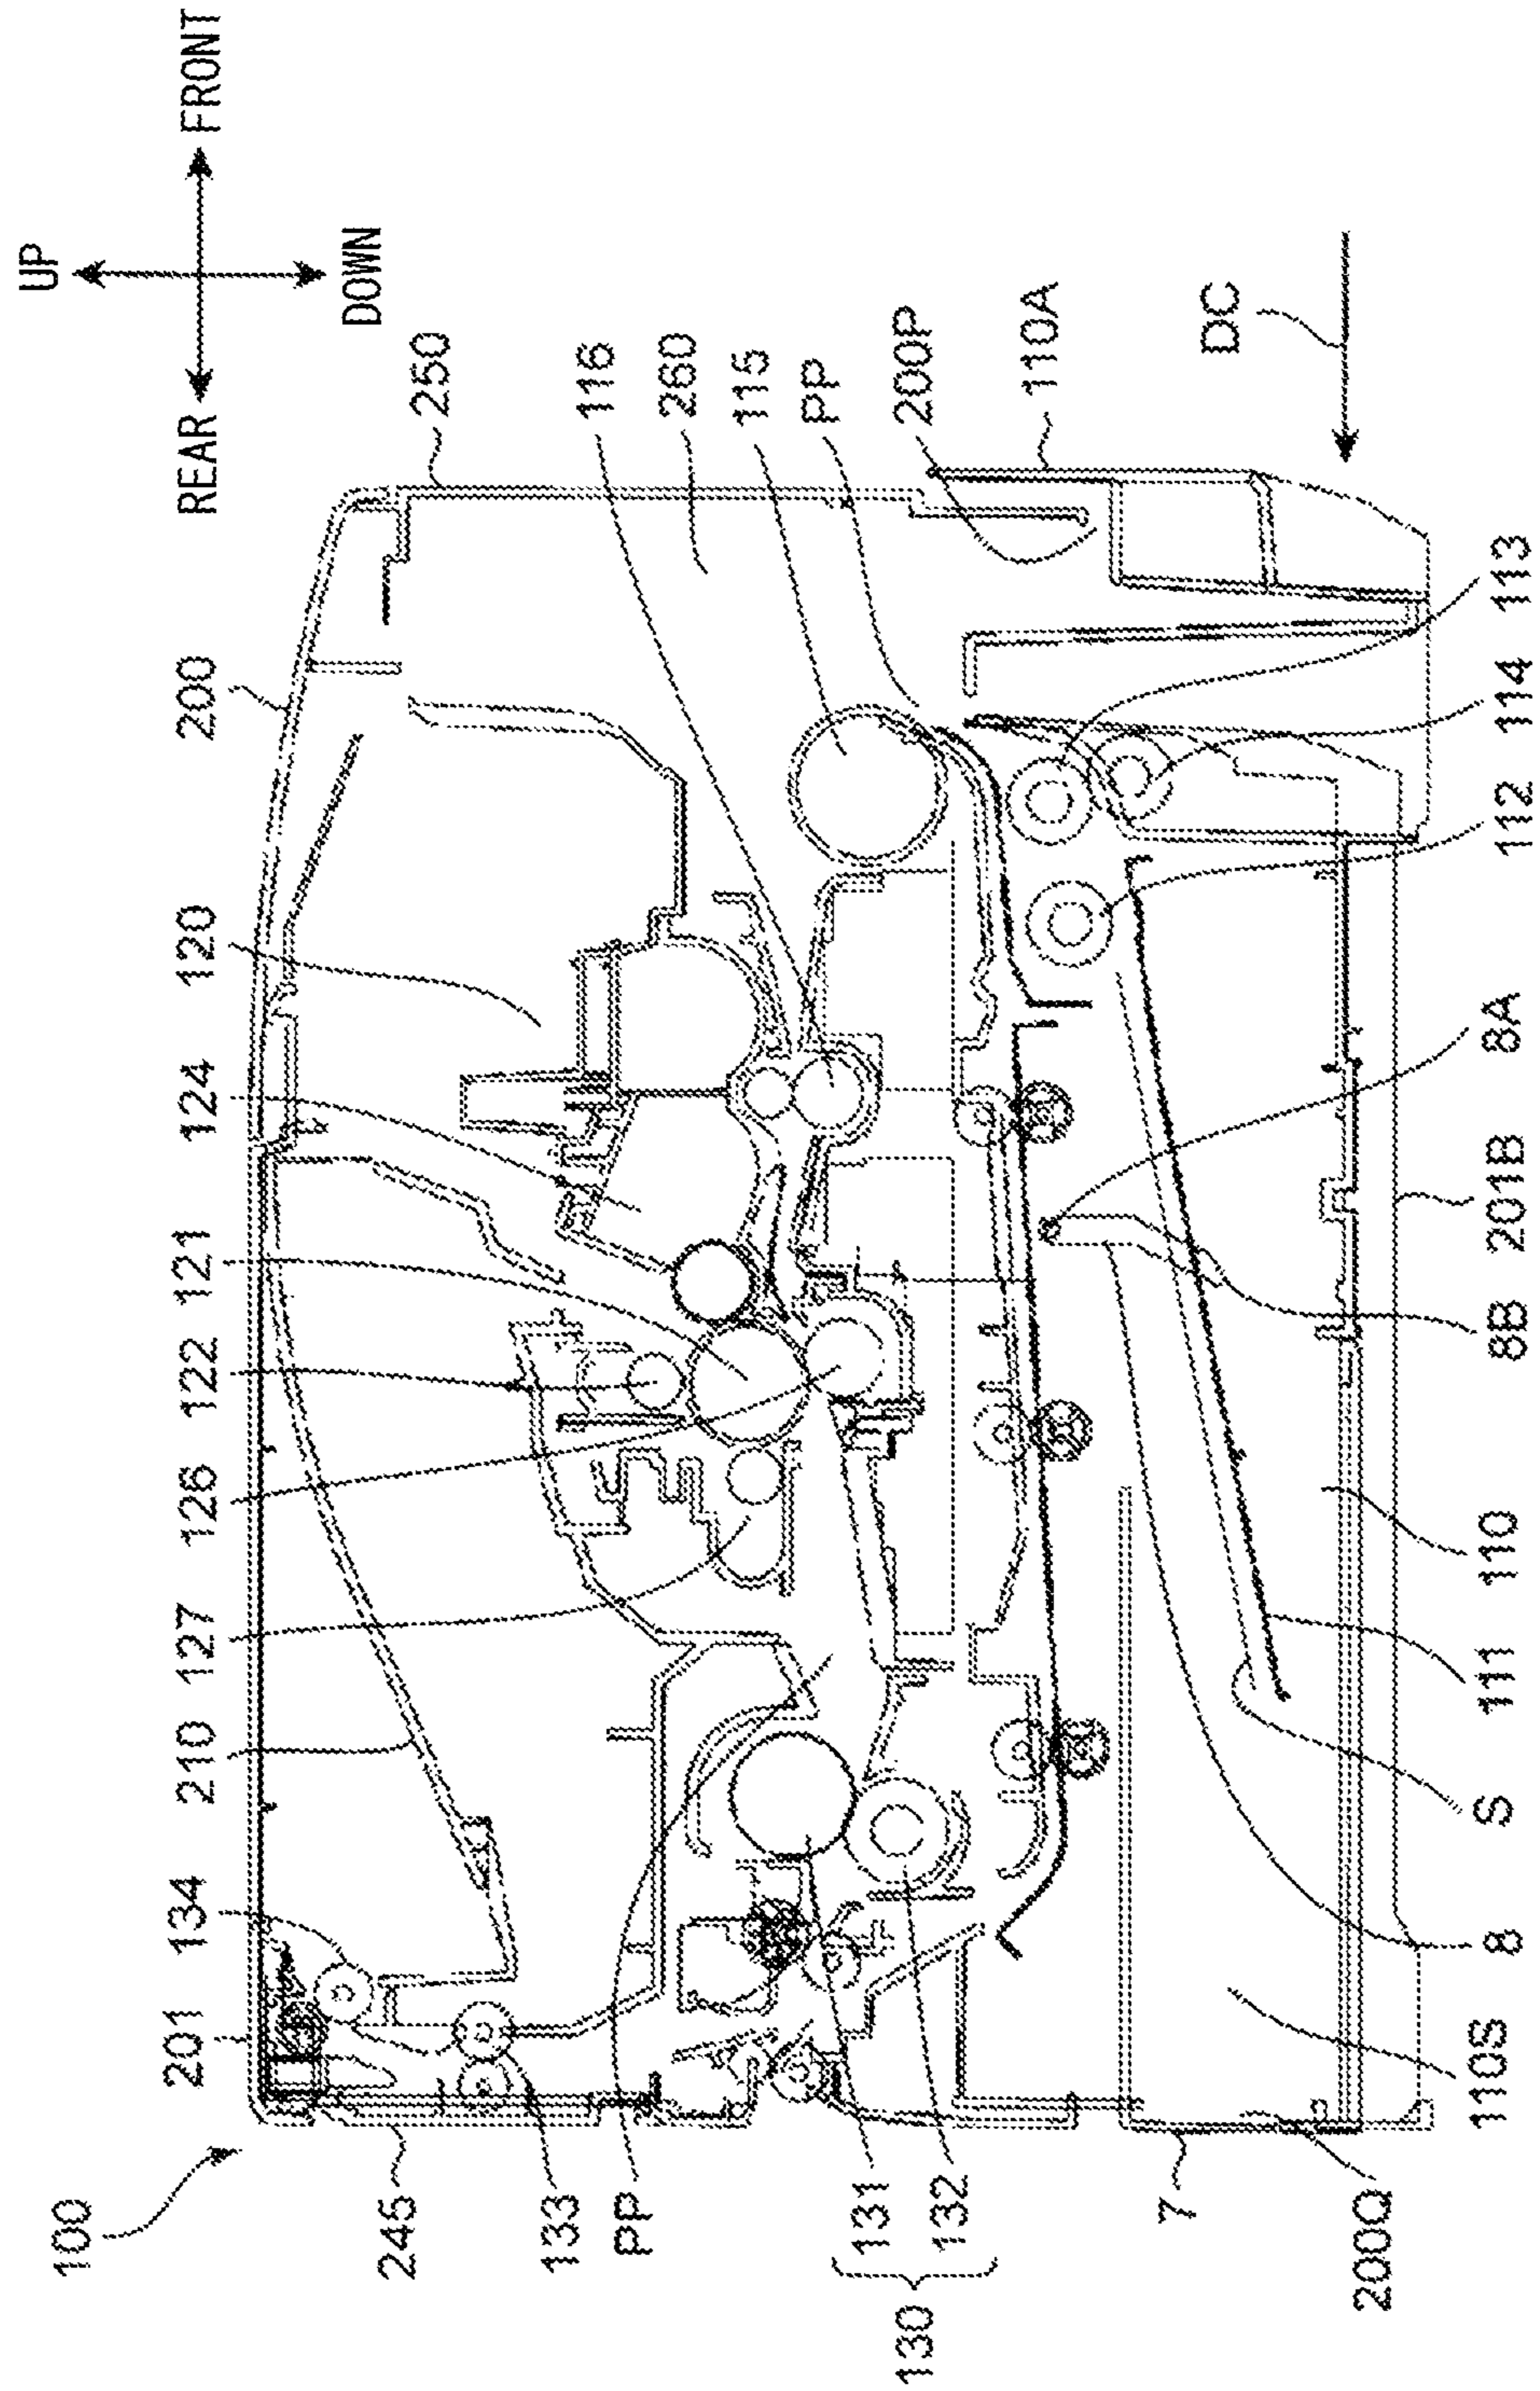 100
UP
DOWN
REAR
FRONT
201
134
210
127
126
122
121
124
120
200
250
116
260
115
PP
200P
110A
DC
245
133
PP
131
132
130
7
200Q
110S
8
S
111
110
8B
201B
8A
112
114
113